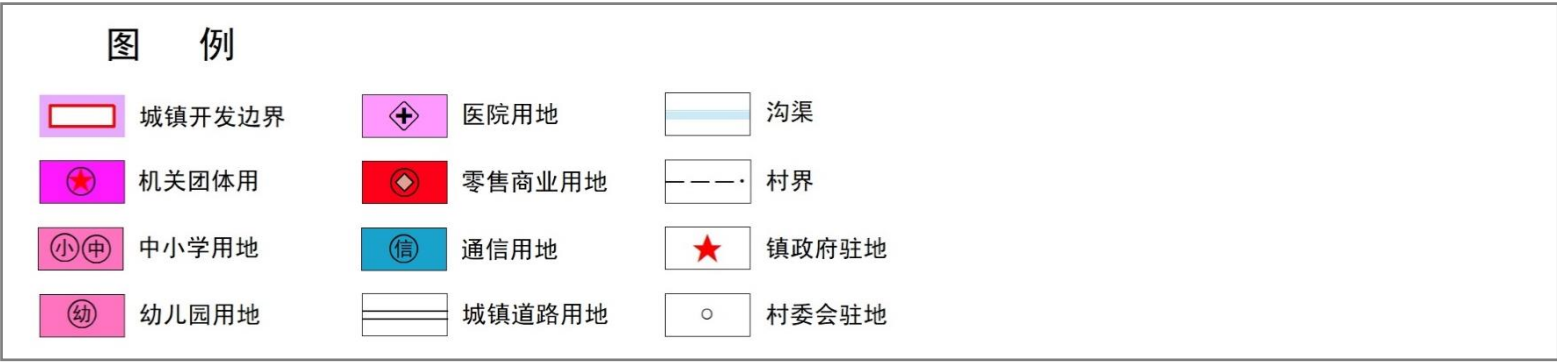 图 例
城镇开发边界
医院用地
沟渠
机关团体用
零售商业用地
村界
小 中 中小学用地
信 通信用地
镇政府驻地
幼 幼儿园用地
城镇道路用地
村委会驻地